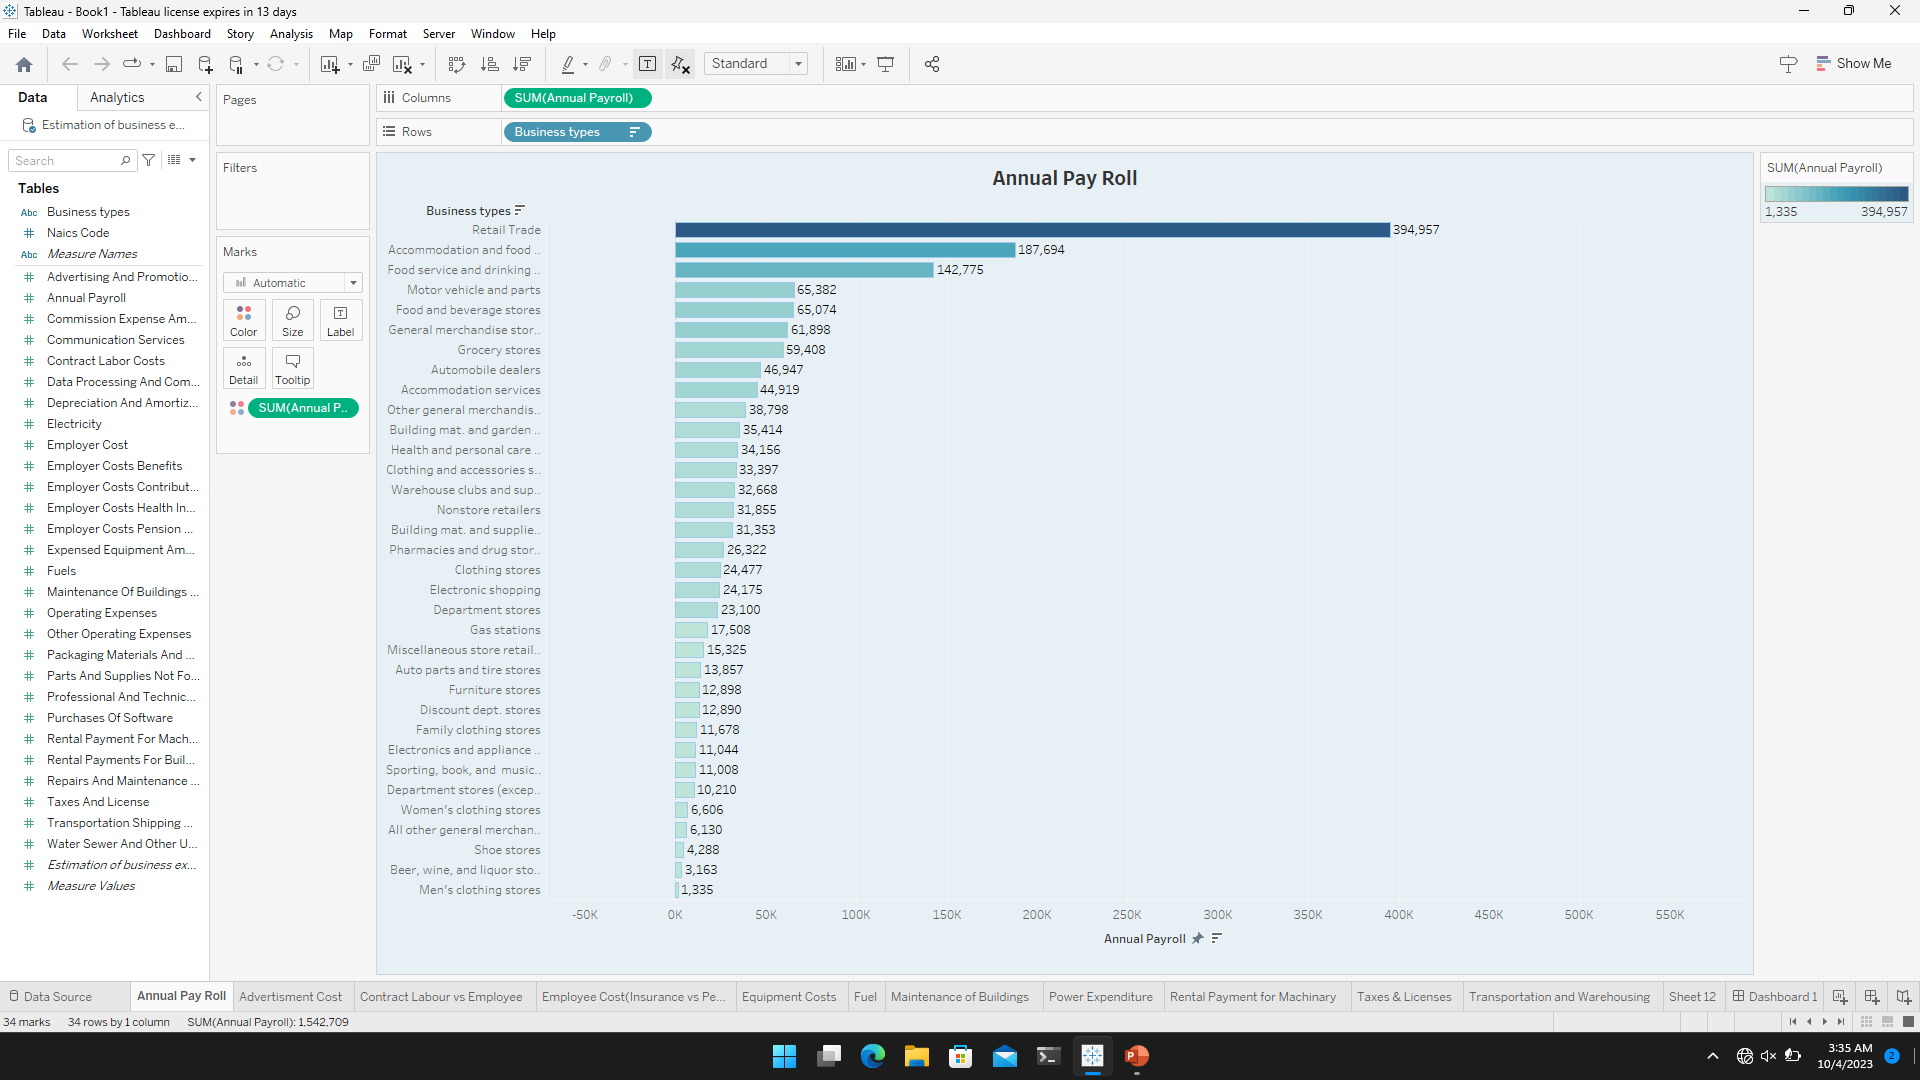 Tableau - Book1 - Tableau license expires in 13 days
File Data Worksheet Dashboard Story Analysis Map Format Server Window Help
Standard
Show Me
Data Analytics
Estimation of business e...
Search
Tables
Abc Business types
# Naics Code
Abc Measure Names
# Advertising And Promotio...
# Annual Payroll
# Commission Expense Am...
# Communication Services
# Contract Labor Costs
# Data Processing And Com...
# Depreciation And Amortiz...
# Electricity
# Employer Cost
# Employer Costs Benefits
# Employer Costs Contribut...
# Employer Costs Health In...
# Employer Costs Pension ...
# Expensed Equipment Am...
# Fuels
# Maintenance Of Buildings ...
# Operating Expenses
# Other Operating Expenses
# Packaging Materials And ...
# Parts And Supplies Not Fo...
# Professional And Technic...
# Purchases Of Software
# Rental Payment For Mach...
# Rental Payments For Buil...
# Repairs And Maintenance ...
# Taxes And License
# Transportation Shipping ...
# Water Sewer And Other U...
# Estimation of business ex...
# Measure Values
Pages
Filters
Marks
Automatic
Color Size Label
Detail Tooltip
SUM(Annual P..
Columns SUM(Annual Payroll)
Rows Business types
Annual Pay Roll
Business types
Retail Trade 394,957
Accommodation and food .. 187,694
Food service and drinking .. 142,775
Motor vehicle and parts 65,382
Food and beverage stores 65,074
General merchandise stor.. 61,898
Grocery stores 59,408
Automobile dealers 46,947
Accommodation services 44,919
Other general merchandis.. 38,798
Building mat. and garden .. 35,414
Health and personal care .. 34,156
Clothing and accessories s.. 33,397
Warehouse clubs and sup.. 32,668
Nonstore retailers 31,855
Building mat. and supplie.. 31,353
Pharmacies and drug stor.. 26,322
Clothing stores 24,477
Electronic shopping 24,175
Department stores 23,100
Gas stations 17,508
Miscellaneous store retail.. 15,325
Auto parts and tire stores 13,857
Furniture stores 12,898
Discount dept. stores 12,890
Family clothing stores 11,678
Electronics and appliance .. 11,044
Sporting, book, and music.. 11,008
Department stores (excep.. 10,210
Women's clothing stores 6,606
All other general merchan.. 6,130
Shoe stores 4,288
Beer, wine, and liquor sto.. 3,163
Men's clothing stores 1,335
-50K 0K 50K 100K 150K 200K 250K 300K 350K 400K 450K 500K 550K
Annual Payroll
SUM(Annual Payroll)
1,335 394,957
Data Source Annual Pay Roll Advertisment Cost Contract Labour vs Employee Employee Cost(Insurance vs Pe... Equipment Costs Fuel Maintenance of Buildings Power Expenditure Rental Payment for Machinary Taxes & Licenses Transportation and Warehousing Sheet 12 Dashboard 1
34 marks 34 rows by 1 column SUM(Annual Payroll): 1,542,709
3:35 AM
10/4/2023
2